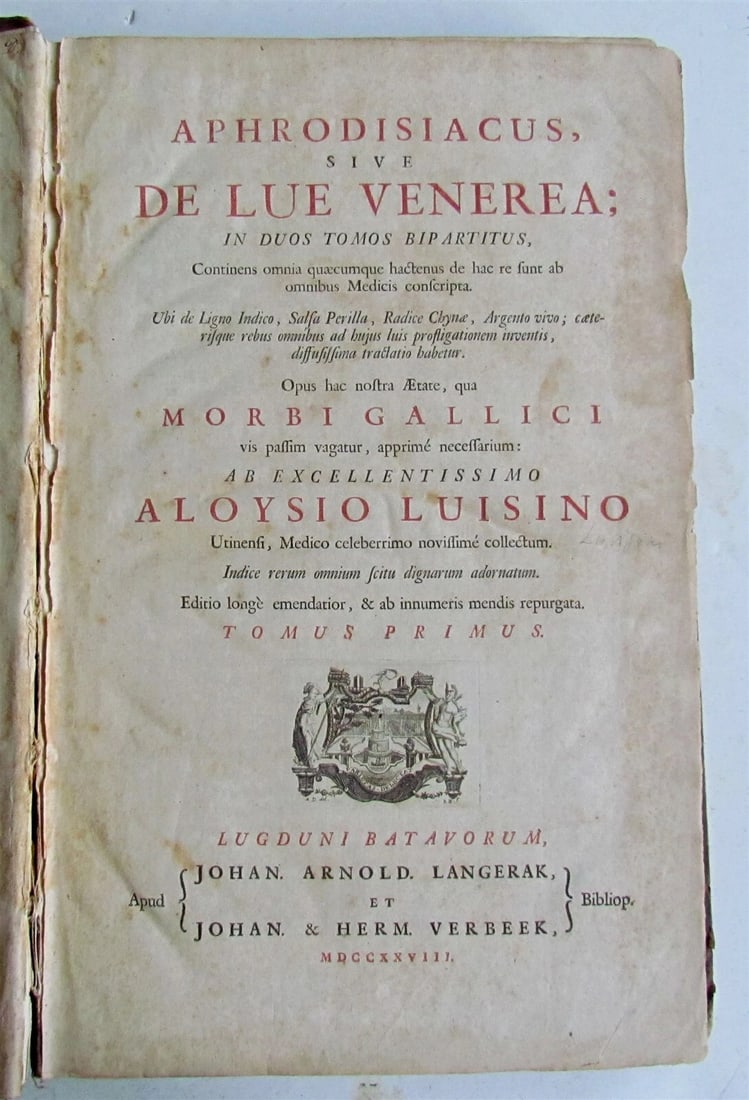 APHRODISIACUS,
SIVE
DE LUE VENEREA;
IN DUOS TOMOS BIPARTITUS,
Continens omnia quæcumque hactenus de hac re ſunt ab
omnibus Medicis conſcripta.
Ubi de Ligno Indico, Salſa Perilla, Radice Chynæ, Argento vivo; cæte-
riſque rebus omnibus ad hujus luis profligationem inventis,
diffuſiſſima tractatio habetur.
Opus hac noſtra Ætate, qua
MORBI GALLICI
vis paſſim vagatur, apprimé neceſſarium:
AB EXCELLENTISSIMO
ALOYSIO LUISINO
Utinenſi, Medico celeberrimo noviſſimé collectum.
Indice rerum omnium ſcitu dignarum adornatum.
Editio longè emendatior, & ab innumeris mendis repurgata.
TOMUS PRIMUS.
LUGDUNI BATAVORUM,
JOHAN. ARNOLD. LANGERAK,
Apud ET Bibliop.
JOHAN. & HERM. VERBEEK,
MDCCXXVIII.